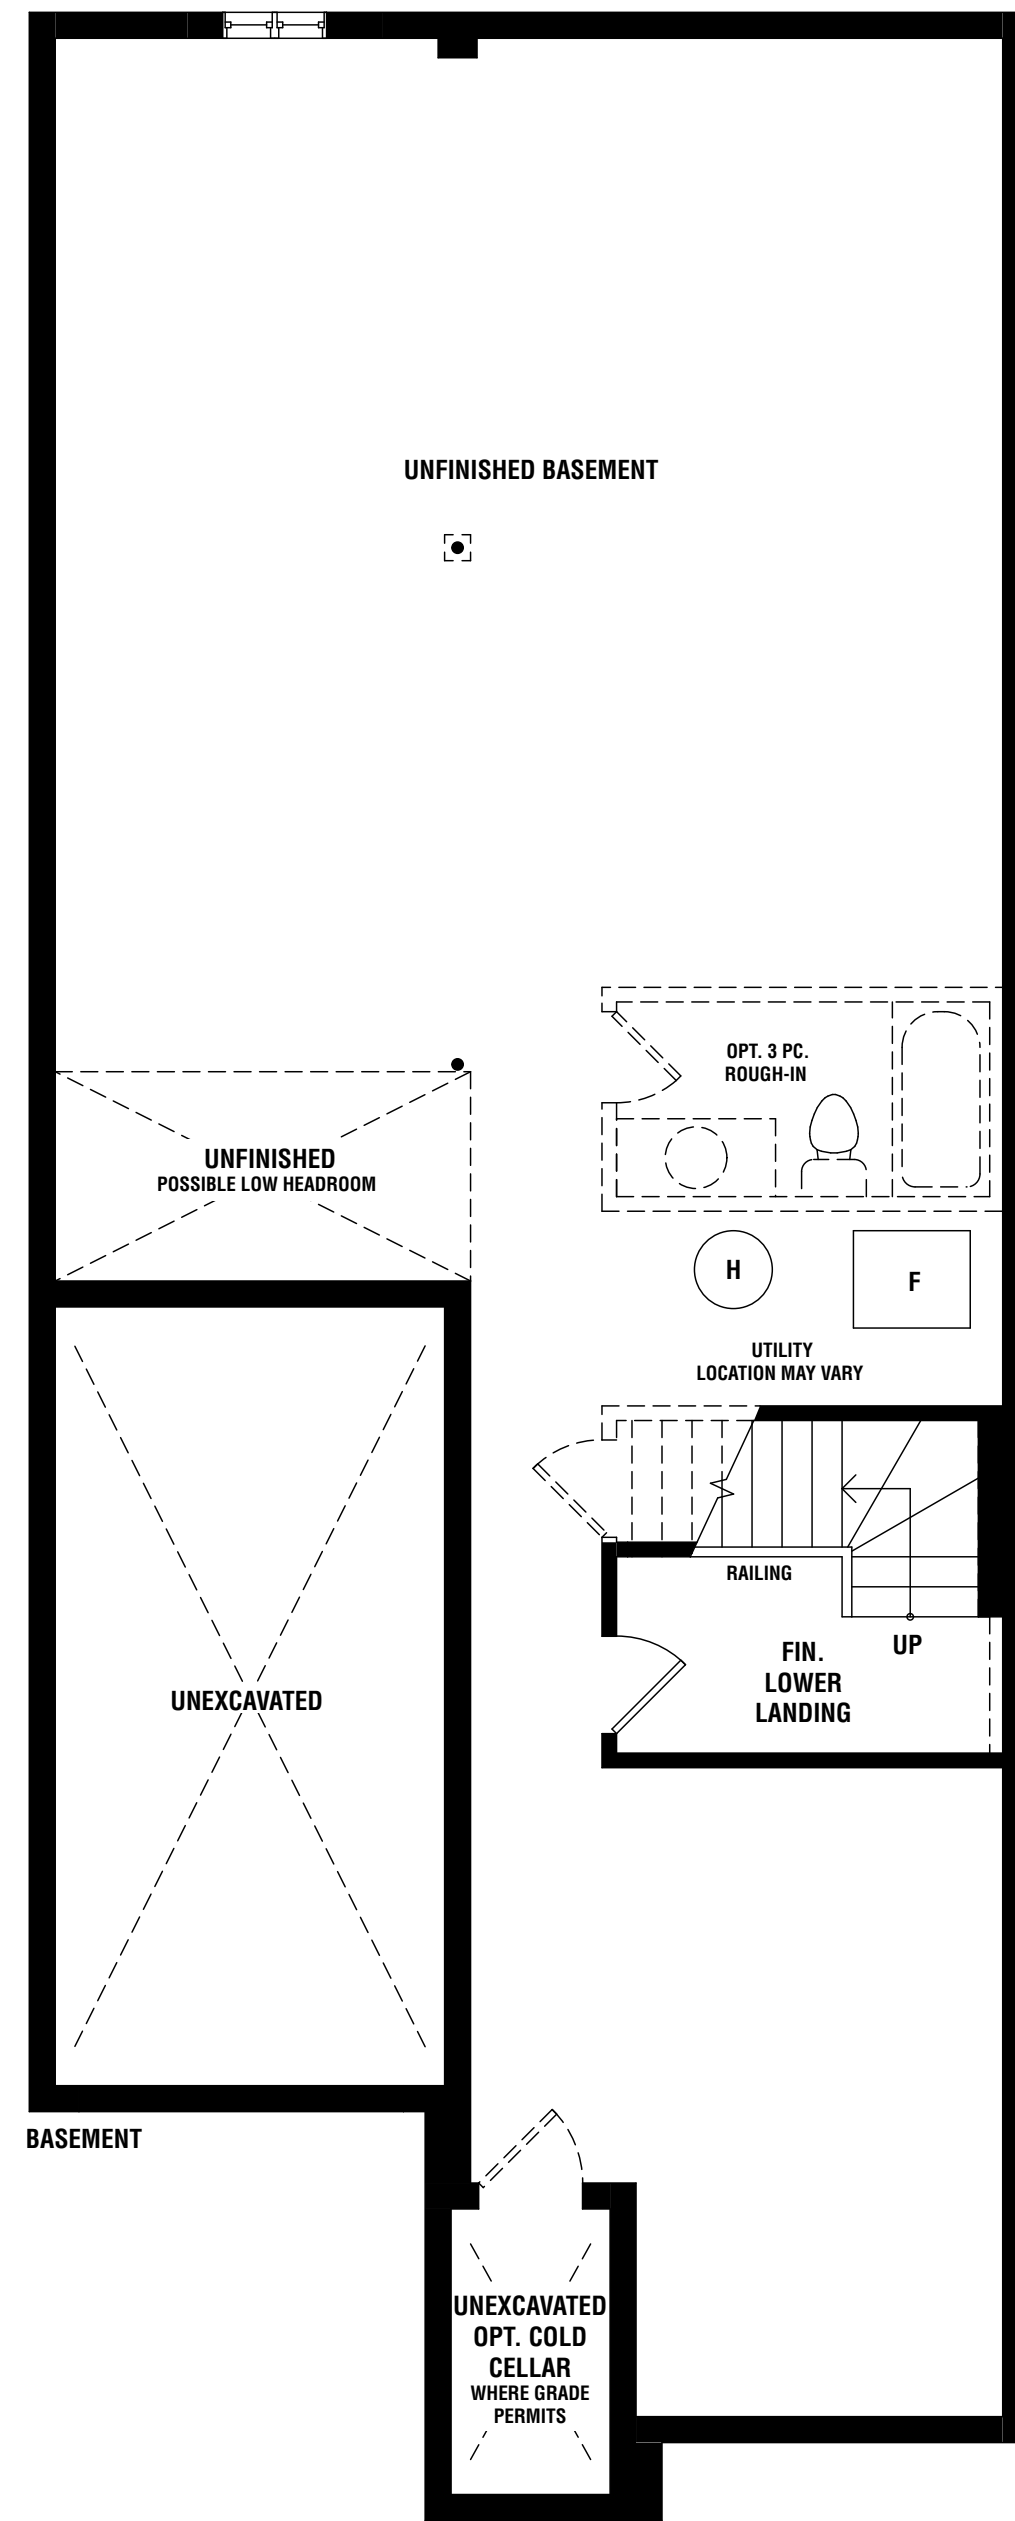 UNFINISHED BASEMENT
OPT. 3 PC.
ROUGH-IN
UNFINISHED
POSSIBLE LOW HEADROOM
H
F
UTILITY
LOCATION MAY VARY
RAILING
UP
FIN.
LOWER
LANDING
UNEXCAVATED
BASEMENT
UNEXCAVATED
OPT. COLD
CELLAR
WHERE GRADE
PERMITS